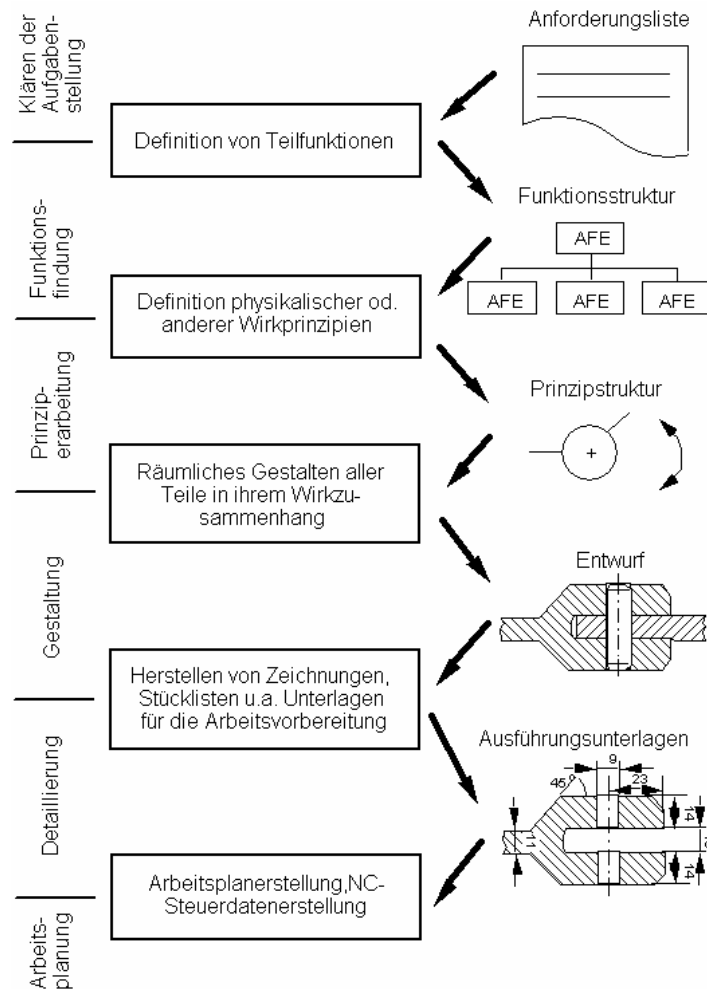 Anforderungsliste
Klären der
Aufgaben-
stellung
Definition von Teilfunktionen
Funktionsstruktur
AFE
AFE
AFE
AFE
Funktions-
findung
Definition physikalischer od.
anderer Wirkprinzipien
Prinzipstruktur
Prinzip-
erarbeitung
Räumliches Gestalten aller
Teile in ihrem Wirkzu-
sammenhang
Entwurf
Gestaltung
Herstellen von Zeichnungen,
Stücklisten u.a. Unterlagen
für die Arbeitsvorbereitung
Ausführungsunterlagen
9
45°
23
14
11
14
Detaillierung
Arbeitsplanerstellung,NC-
Steuerdatenerstellung
Arbeits-
planung